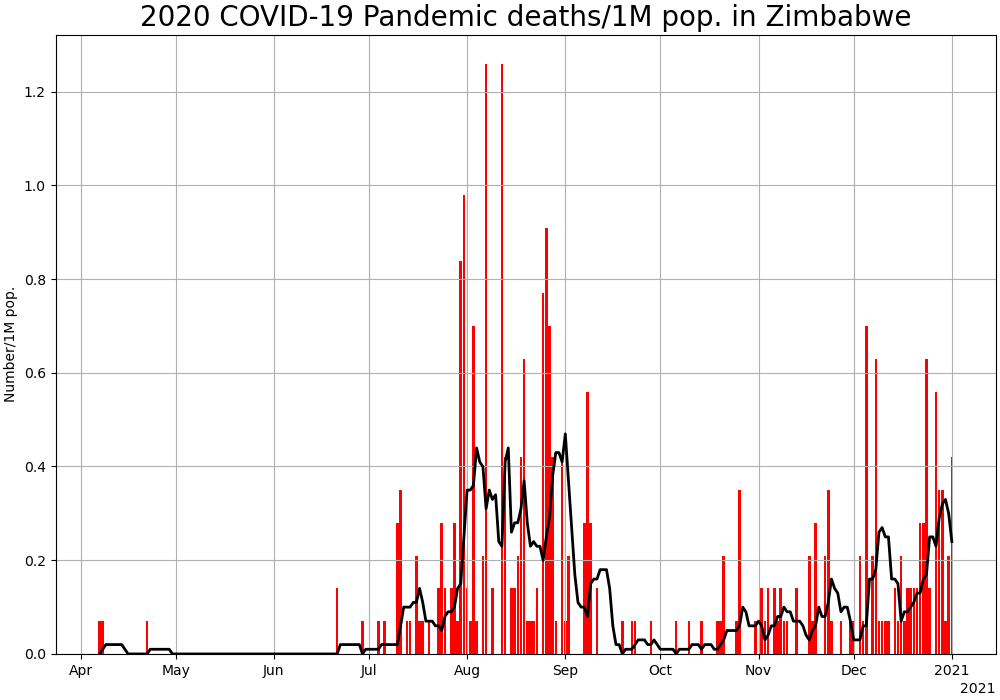 2020 COVID-19 Pandemic deaths/1M pop. in Zimbabwe
Number/1M pop.
1.2
1.0
0.8
0.6
0.4
0.2
0.0
Apr May Jun Jul Aug Sep Oct Nov Dec 2021
2021